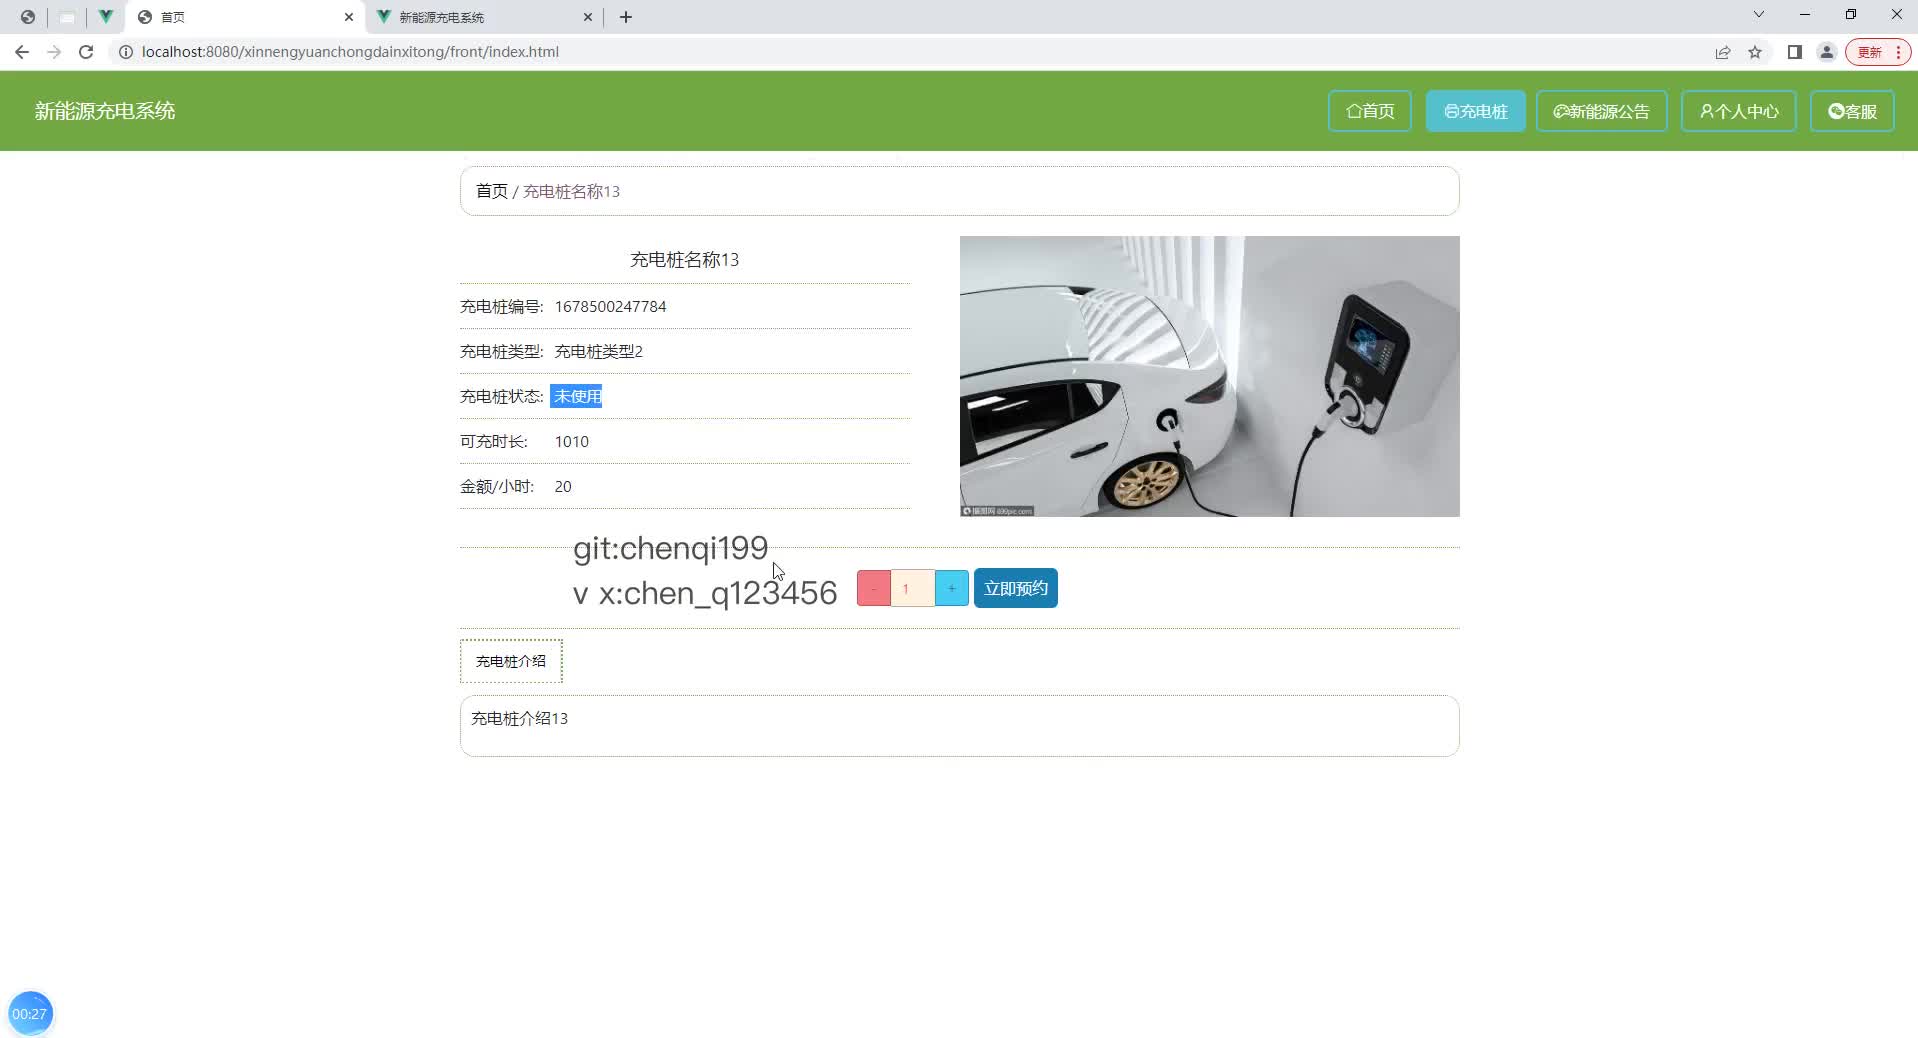 首页
新能源充电系统
localhost:8080/xinnengyuanchongdainxitong/front/index.html
更新
新能源充电系统
首页
充电桩
新能源公告
个人中心
客服
首页 / 充电桩名称13
充电桩名称13
充电桩编号: 1678500247784
充电桩类型: 充电桩类型2
充电桩状态: 未使用
可充时长: 1010
金额/小时: 20
摄图网 699pic.com
git:chenqi199
v x:chen_q123456
- 1 + 立即预约
充电桩介绍
充电桩介绍13
00:27